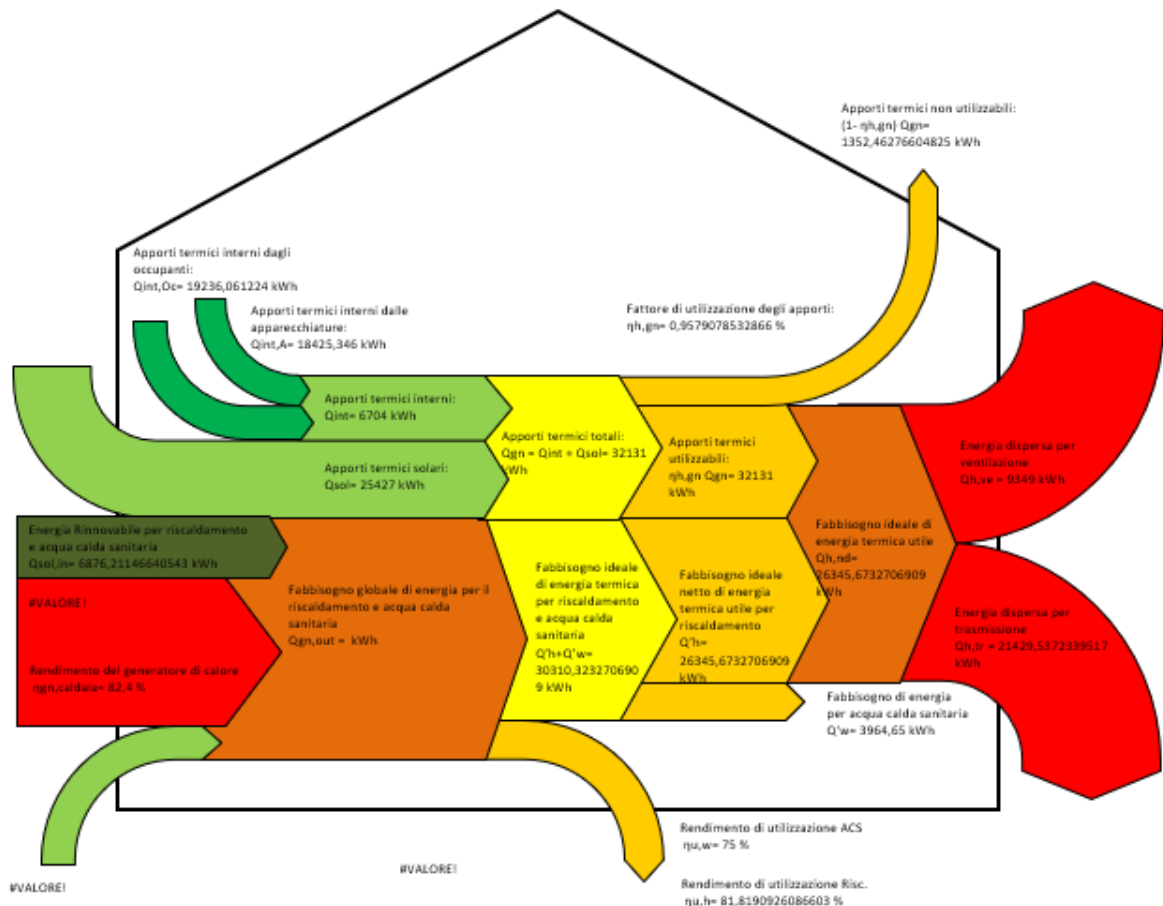 Apporti termici non utilizzabili:
(1- ηh,gn) Qgn=
1352,46276604825 kWh
Apporti termici interni dagli
occupanti:
Qint,Oc= 19236,061224 kWh
Apporti termici interni dalle
apparecchiature:
Qint,A= 18425,346 kWh
Fattore di utilizzazione degli apporti:
ηh,gn= 0,9579078532866 %
Apporti termici interni:
Qint= 6704 kWh
Apporti termici solari:
Qsol= 25427 kWh
Apporti termici totali:
Qgn = Qint + Qsol= 32131
kWh
Apporti termici
utilizzabili:
ηh,gn Qgn= 32131
kWh
Energia dispersa per
ventilazione
Qh,ve = 9349 kWh
Energia Rinnovabile per riscaldamento
e acqua calda sanitaria
Qsol,in= 6876,21146640543 kWh
#VALORE!
Rendimento del generatore di calore
ηgn,caldaia= 82,4 %
Fabbisogno globale di energia per il
riscaldamento e acqua calda
sanitaria
Qgn,out =  kWh
Fabbisogno ideale
di energia termica
per riscaldamento
e acqua calda
sanitaria
Q'h+Q'w=
30310,323270690
9 kWh
Fabbisogno ideale
netto di energia
termica utile per
riscaldamento
Q'h=
26345,6732706909
kWh
Fabbisogno ideale di
energia termica utile
Qh,nd=
26345,6732706909
kWh
Energia dispersa per
trasmissione
Qh,tr = 21429,5372339517
kWh
Fabbisogno di energia
per acqua calda sanitaria
Q'w= 3964,65 kWh
Rendimento di utilizzazione ACS
ηu,w= 75 %
#VALORE!
#VALORE!
Rendimento di utilizzazione Risc.
ηu,h= 81,8190926086603 %